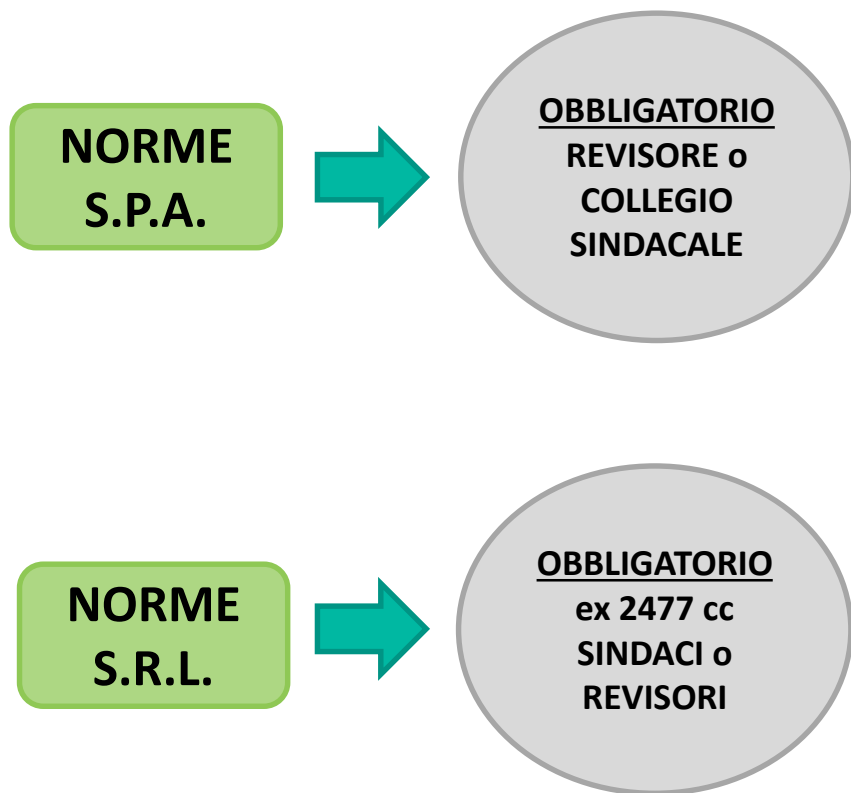 NORME
S.P.A.
OBBLIGATORIO
REVISORE o
COLLEGIO
SINDACALE
NORME
S.R.L.
OBBLIGATORIO
ex 2477 cc
SINDACI o
REVISORI